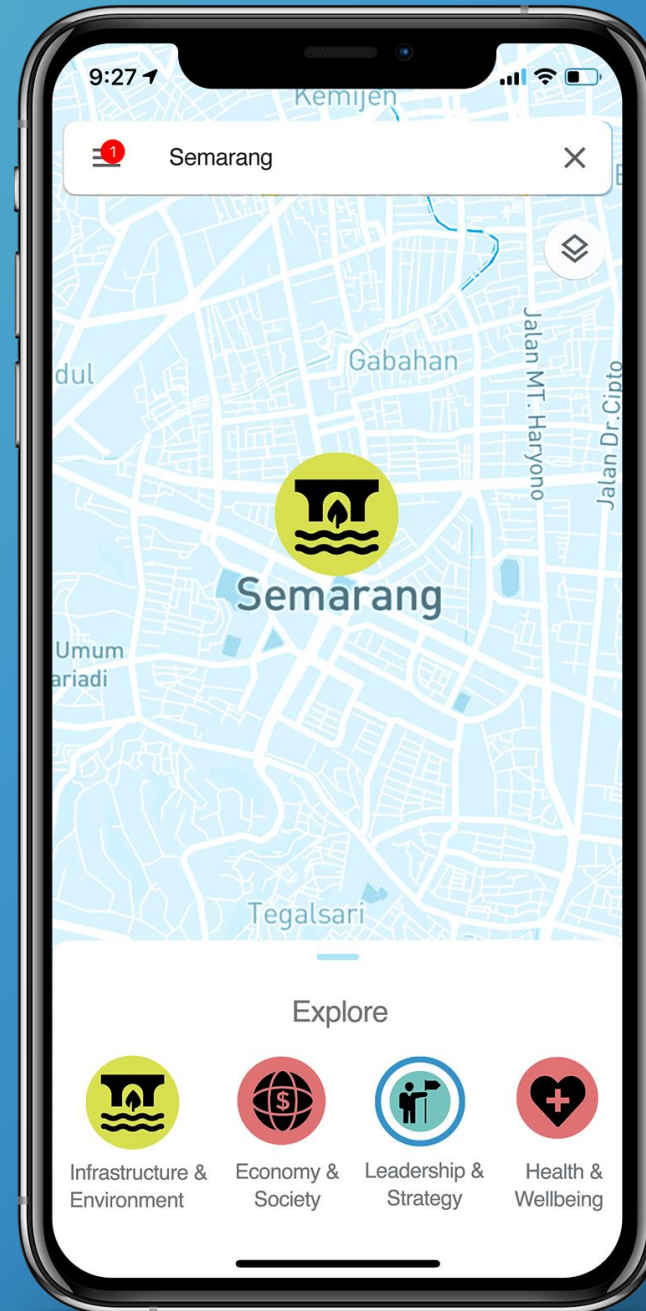 9:27
Kemijen
1
Semarang
Gabahan
dul
Jalan MT. Haryono
Jalan Dr.Cipto
Semarang
Umum
ariadi
Tegalsari
Explore
$
Infrastructure &
Environment
Economy &
Society
Leadership &
Strategy
Health &
Wellbeing